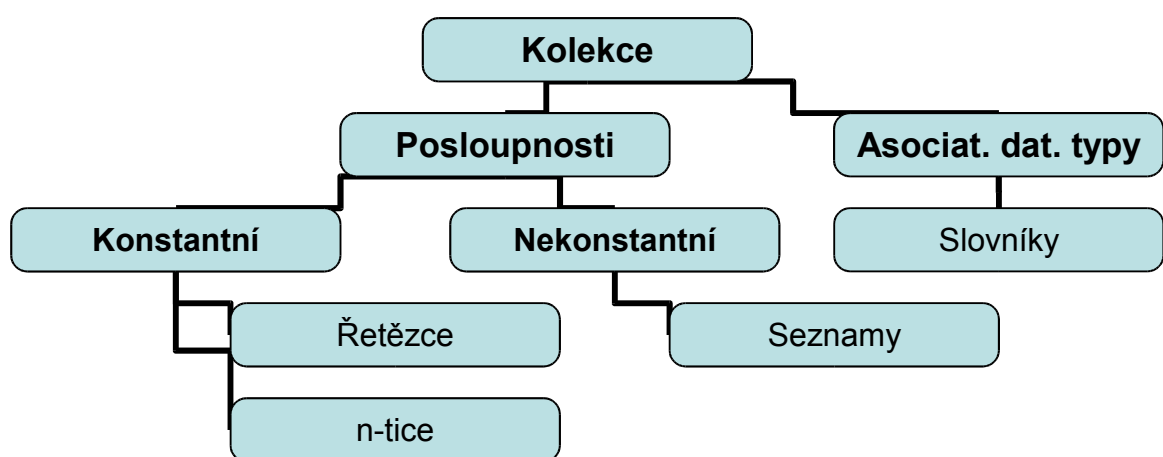 Kolekce
Posloupnosti
Asociat. dat. typy
Konstantní
Nekonstantní
Slovníky
Řetězce
Seznamy
n-tice